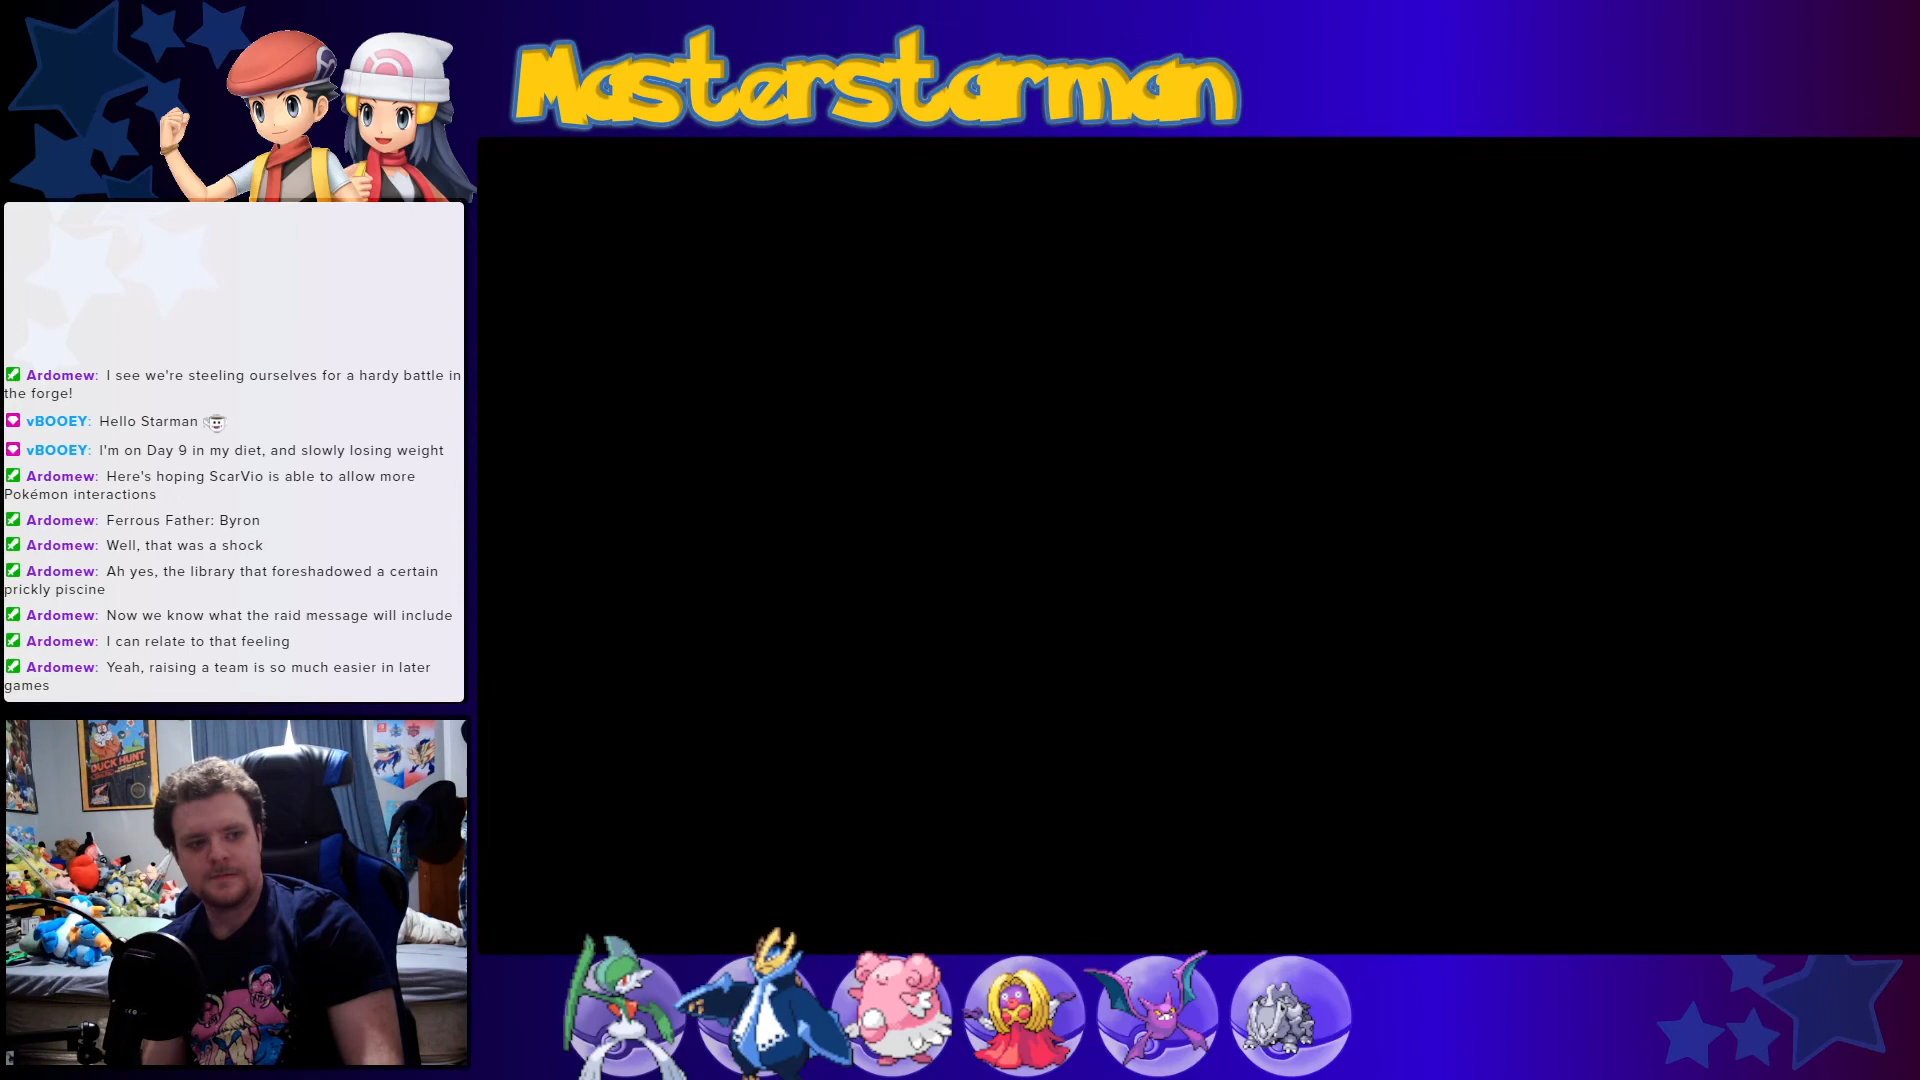 Masterstarman
Ardomew: I see we're steeling ourselves for a hardy battle in
the forge!
vBOOEY: Hello Starman
vBOOEY: I'm on Day 9 in my diet, and slowly losing weight
Ardomew: Here's hoping ScarVio is able to allow more
Pokémon interactions
Ardomew: Ferrous Father: Byron
Ardomew: Well, that was a shock
Ardomew: Ah yes, the library that foreshadowed a certain
prickly piscine
Ardomew: Now we know what the raid message will include
Ardomew: I can relate to that feeling
Ardomew: Yeah, raising a team is so much easier in later
games
DUCK HUNT